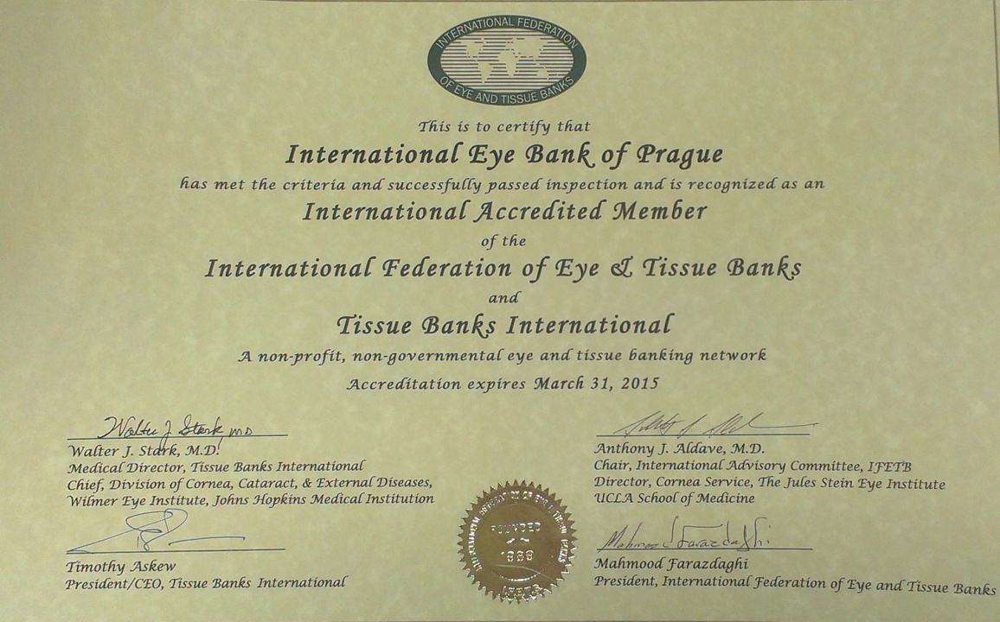 INTERNATIONAL FEDERATION
OF EYE AND TISSUE BANKS
This is to certify that
International Eye Bank of Prague
has met the criteria and successfully passed inspection and is recognized as an
International Accredited Member
of the
International Federation of Eye & Tissue Banks
and
Tissue Banks International
A non-profit, non-governmental eye and tissue banking network
Accreditation expires March 31, 2015
Walter J. Stark, MD
Walter J. Stark, M.D.
Medical Director, Tissue Banks International
Chief, Division of Cornea, Cataract, & External Diseases,
Wilmer Eye Institute, Johns Hopkins Medical Institution
Timothy Askew
President/CEO, Tissue Banks International
Anthony J. Aldave, M.D.
Chair, International Advisory Committee, IFETB
Director, Cornea Service, The Jules Stein Eye Institute
UCLA School of Medicine
Mahmood Farazdaghi
Mahmood Farazdaghi
President, International Federation of Eye and Tissue Banks
FOUNDED